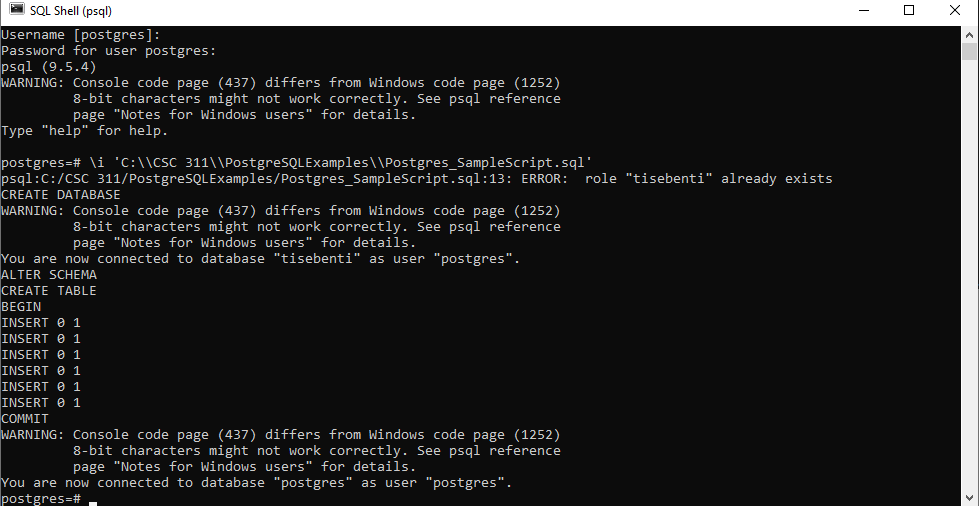 SQL Shell (psql)
Username [postgres]:
Password for user postgres:
psql (9.5.4)
WARNING: Console code page (437) differs from Windows code page (1252)
         8-bit characters might not work correctly. See psql reference
         page "Notes for Windows users" for details.
Type "help" for help.

postgres=# \i 'C:\\CSC 311\\PostgreSQLExamples\\Postgres_SampleScript.sql'
psql:C:/CSC 311/PostgreSQLExamples/Postgres_SampleScript.sql:13: ERROR:  role "tisebenti" already exists
CREATE DATABASE
WARNING: Console code page (437) differs from Windows code page (1252)
         8-bit characters might not work correctly. See psql reference
         page "Notes for Windows users" for details.
You are now connected to database "tisebenti" as user "postgres".
ALTER SCHEMA
CREATE TABLE
BEGIN
INSERT 0 1
INSERT 0 1
INSERT 0 1
INSERT 0 1
INSERT 0 1
INSERT 0 1
COMMIT
WARNING: Console code page (437) differs from Windows code page (1252)
         8-bit characters might not work correctly. See psql reference
         page "Notes for Windows users" for details.
You are now connected to database "postgres" as user "postgres".
postgres=#